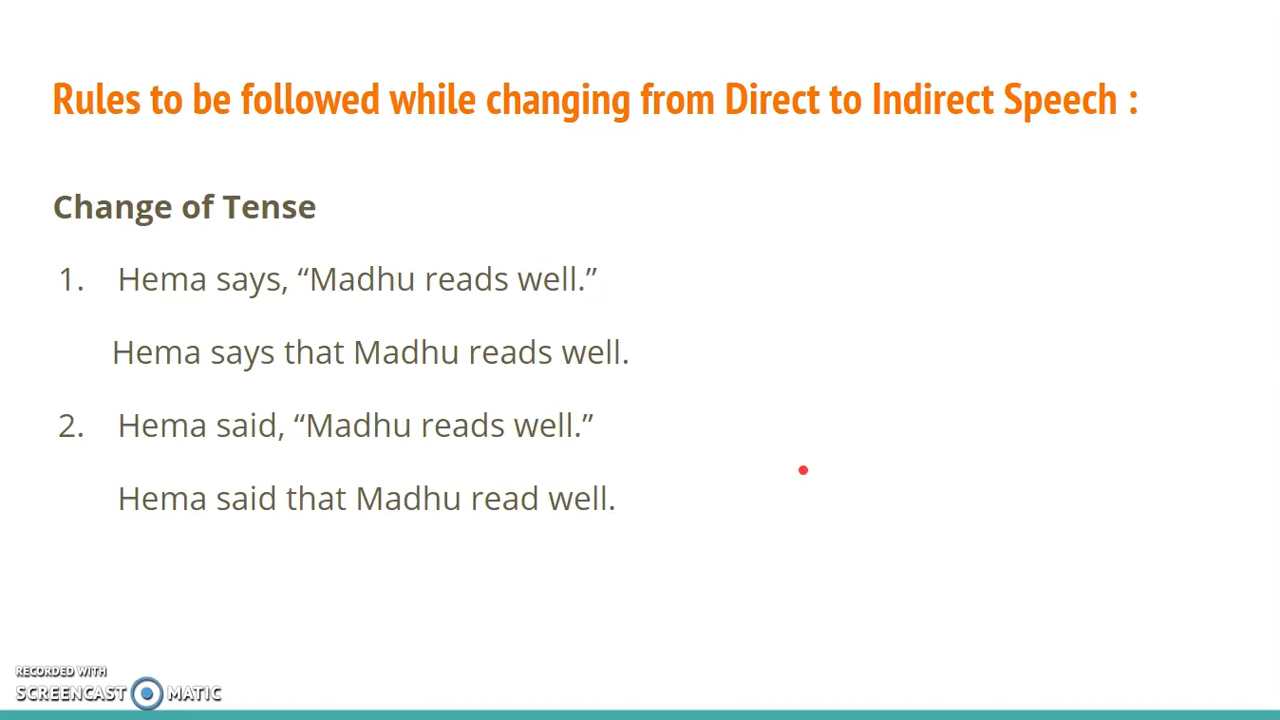 Rules to be followed while changing from Direct to Indirect Speech :
Change of Tense
1. Hema says, “Madhu reads well.”
Hema says that Madhu reads well.
2. Hema said, “Madhu reads well.”
Hema said that Madhu read well.
RECORDED WITH
SCREENCAST MATIC